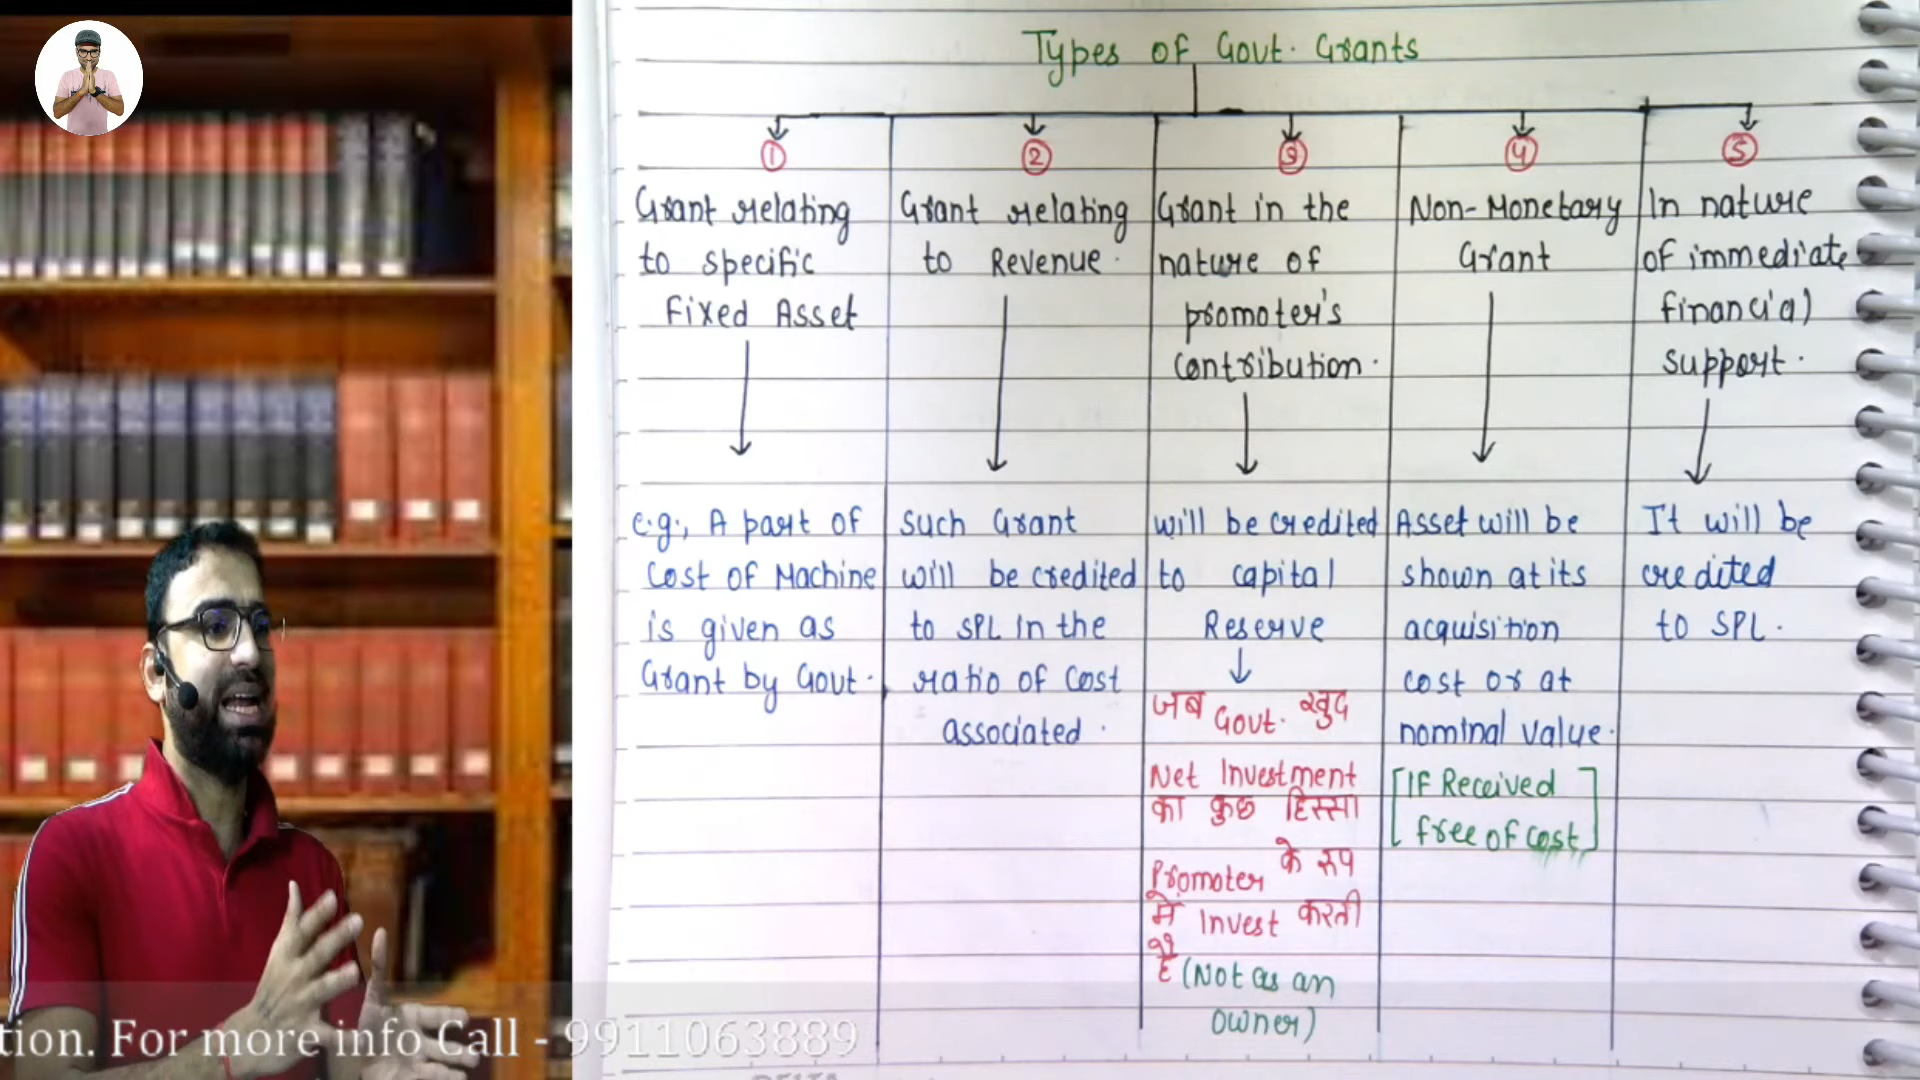 Types of Govt. Grants
①
Grant relating
to specific
Fixed Asset
e.g., A part of
Cost of Machine
is given as
Grant by Govt.
②
Grant relating
to Revenue.
Such Grant
will be credited
to SPL in the
ratio of Cost
associated.
③
Grant in the
nature of
promoter's
contribution.
will be credited
to capital
Reserve
जब Govt. खुद
Net Investment
का कुछ हिस्सा
Promoter के रूप
में Invest करती
है (Not as an
owner)
④
Non-Monetary
Grant
Asset will be
shown at its
acquisition
cost or at
nominal value.
[If Received
free of cost]
⑤
In nature
of immediate
financial
support.
It will be
credited
to SPL.
tion. For more info Call - 9911063889